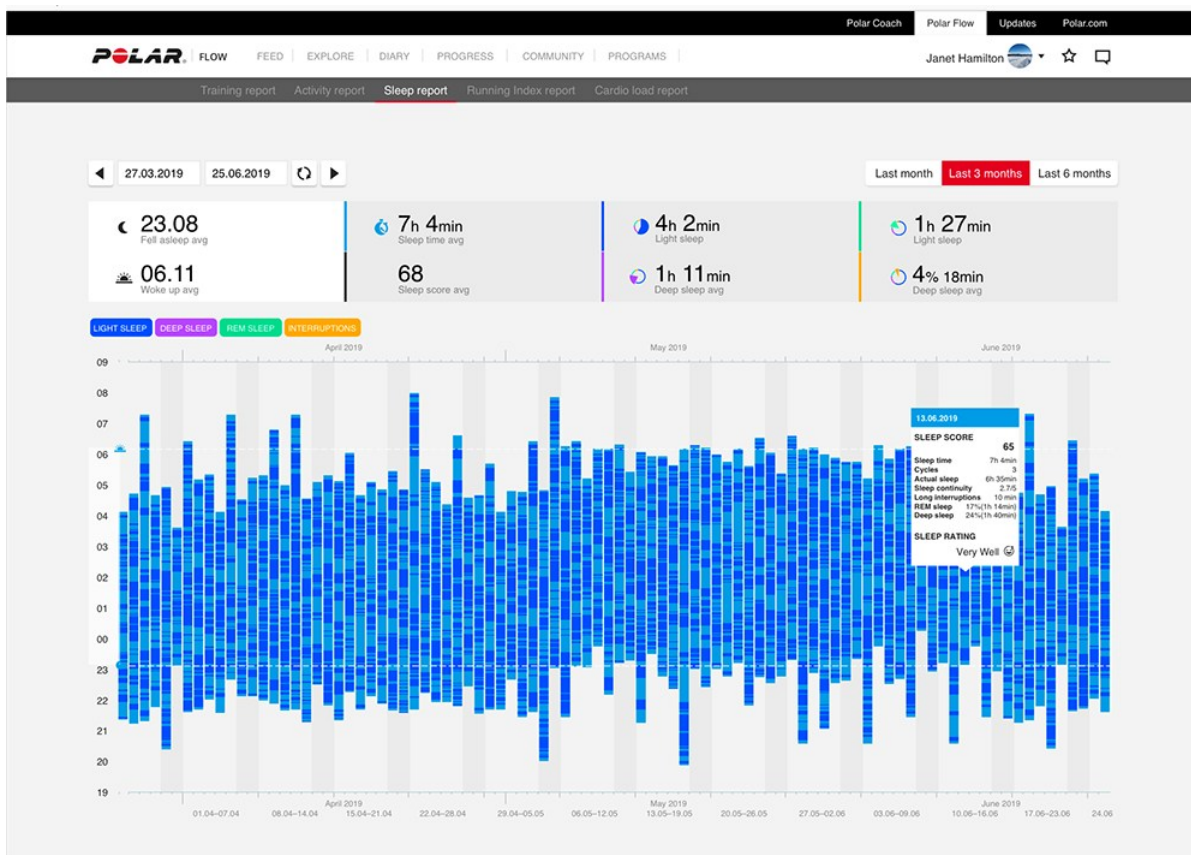 Polar Coach Polar Flow Updates Polar.com
POLAR. FLOW FEED EXPLORE DIARY PROGRESS COMMUNITY PROGRAMS Janet Hamilton
Training report Activity report Sleep report Running Index report Cardio load report
27.03.2019 25.06.2019 Last month Last 3 months Last 6 months
23.08 7h 4min 4h 2min 1h 27min
Fell asleep avg Sleep time avg Light sleep Light sleep
06.11 68 1h 11min 4% 18min
Woke up avg Sleep score avg Deep sleep avg Deep sleep avg
LIGHT SLEEP DEEP SLEEP REM SLEEP INTERRUPTIONS
April 2019 May 2019 June 2019
09
08
07
06
05
04
03
02
01
00
23
22
21
20
19
13.06.2019
SLEEP SCORE
65
Sleep time 7h 4min
Cycles 3
Actual sleep 6h 35min
Sleep continuity 2.7/5
Long interruptions 10 min
REM sleep 17%(1h 14min)
Deep sleep 24%(1h 40min)
SLEEP RATING
Very Well
April 2019 May 2019 June 2019
01.04–07.04 08.04–14.04 15.04–21.04 22.04–28.04 29.04–05.05 06.05–12.05 13.05–19.05 20.05–26.05 27.05–02.06 03.06–09.06 10.06–16.06 17.06–23.06 24.06